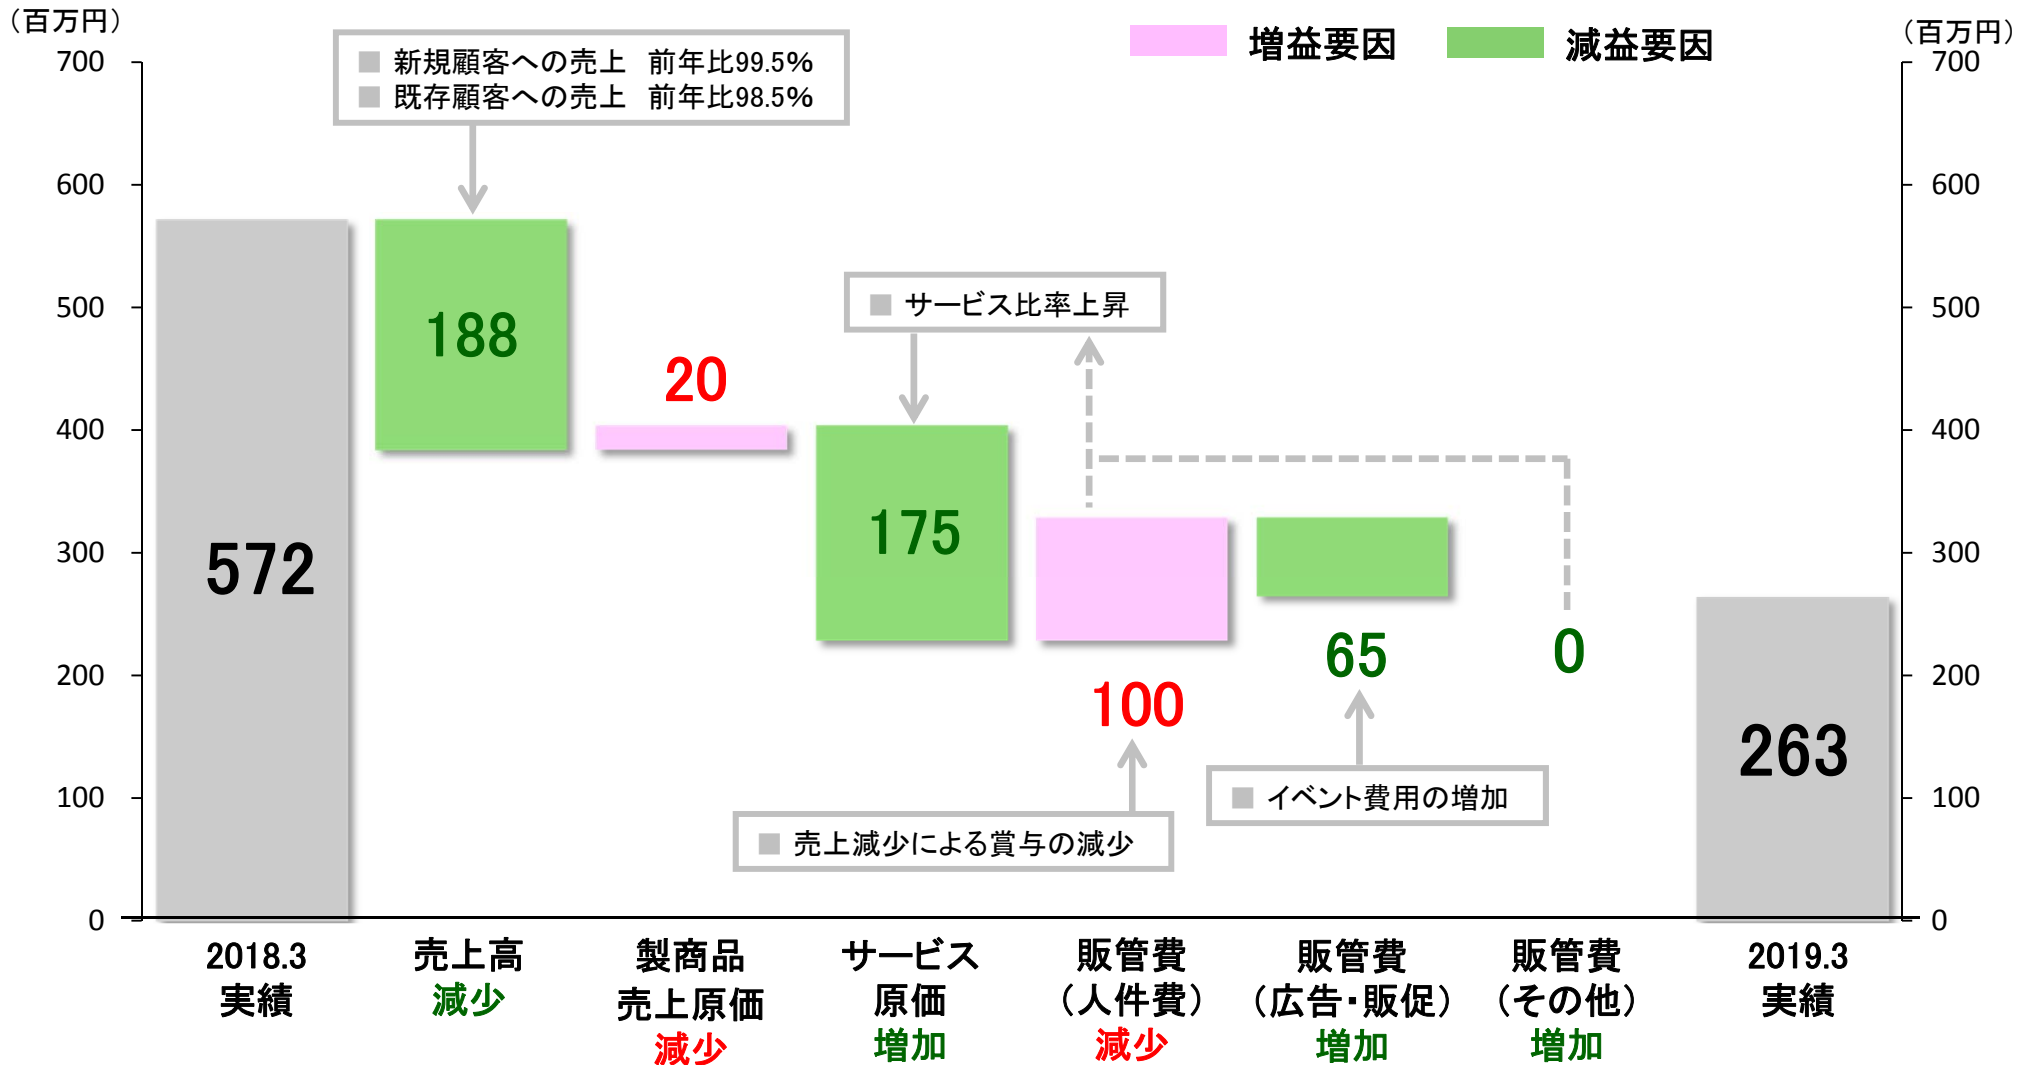 （百万円）
増益要因
減益要因
（百万円）
700
600
500
400
300
200
100
0
■ 新規顧客への売上　前年比99.5%
■ 既存顧客への売上　前年比98.5%
■ サービス比率上昇
■ 売上減少による賞与の減少
■ イベント費用の増加
572
188
20
175
100
65
0
263
700
600
500
400
300
200
100
0
2018.3
実績
売上高
減少
製商品
売上原価
減少
サービス
原価
増加
販管費
（人件費）
減少
販管費
（広告・販促）
増加
販管費
（その他）
増加
2019.3
実績